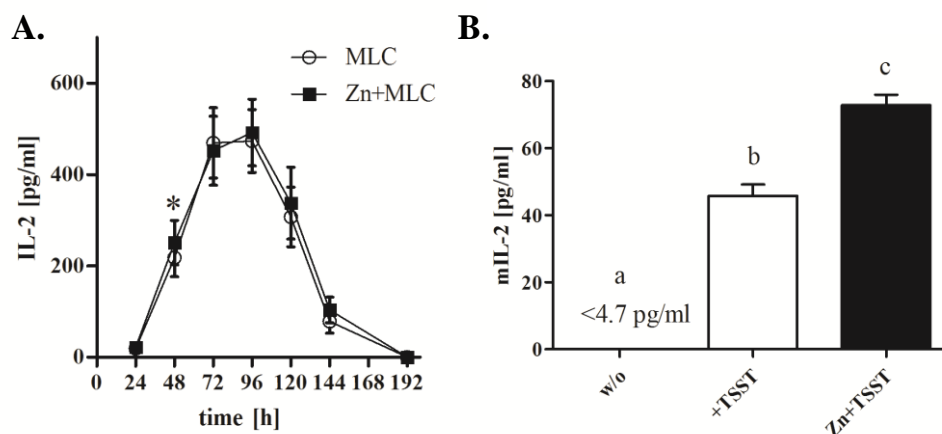 A.
MLC
Zn+MLC
IL-2 [pg/ml]
600
400
200
0
*
0 24 48 72 96 120 144 168 192
time [h]
B.
mIL-2 [pg/ml]
80
60
40
20
0
a
<4.7 pg/ml
b
c
w/o
+TSST
Zn+TSST